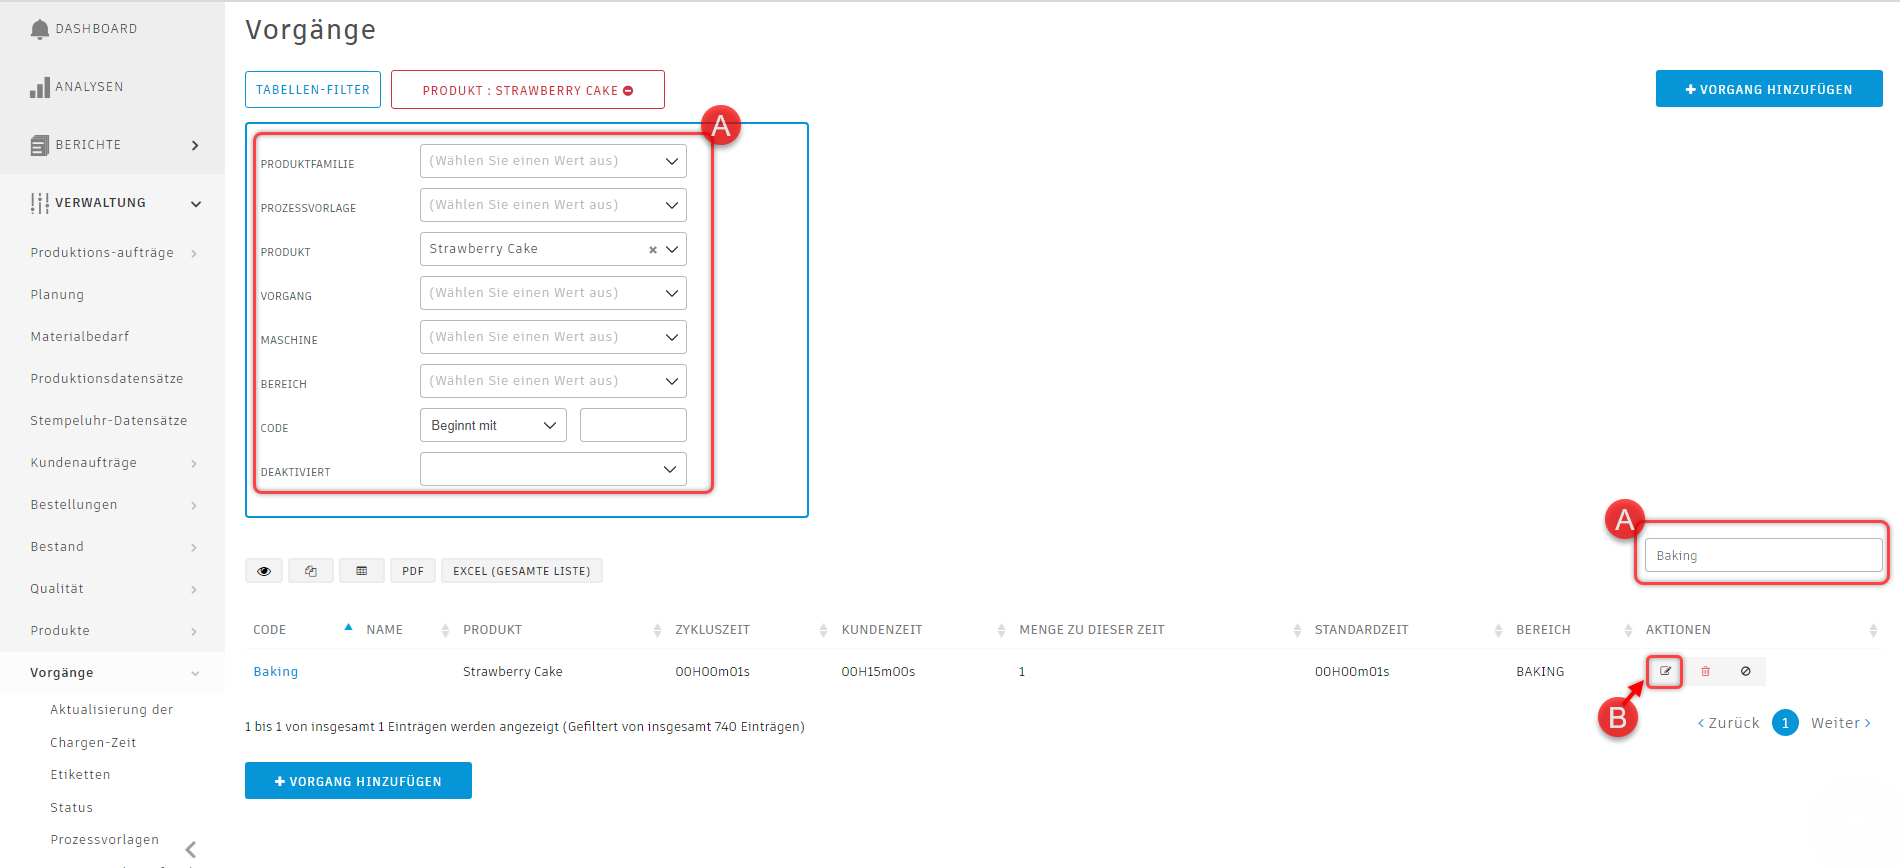 DASHBOARD
ANALYSEN
BERICHTE
VERWALTUNG
Produktions-aufträge
Planung
Materialbedarf
Produktionsdatensätze
Stempeluhr-Datensätze
Kundenaufträge
Bestellungen
Bestand
Qualität
Produkte
Vorgänge
Aktualisierung der
Chargen-Zeit
Etiketten
Status
Prozessvorlagen
Vorgänge
TABELLEN-FILTER
PRODUKT : STRAWBERRY CAKE
VORGANG HINZUFÜGEN
A
PRODUKTFAMILIE (Wählen Sie einen Wert aus)
PROZESSVORLAGE (Wählen Sie einen Wert aus)
PRODUKT Strawberry Cake
VORGANG (Wählen Sie einen Wert aus)
MASCHINE (Wählen Sie einen Wert aus)
BEREICH (Wählen Sie einen Wert aus)
CODE Beginnt mit
DEAKTIVIERT
A
Baking
PDF EXCEL (GESAMTE LISTE)
CODE NAME PRODUKT ZYKLUSZEIT KUNDENZEIT MENGE ZU DIESER ZEIT STANDARDZEIT BEREICH AKTIONEN
Baking Strawberry Cake 00H00m01s 00H15m00s 1 00H00m01s BAKING
B
1 bis 1 von insgesamt 1 Einträgen werden angezeigt (Gefiltert von insgesamt 740 Einträgen)
Zurück 1 Weiter
VORGANG HINZUFÜGEN